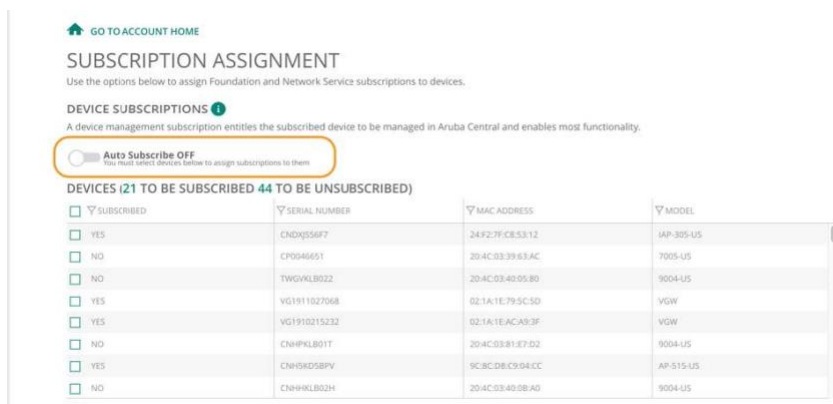 GO TO ACCOUNT HOME
SUBSCRIPTION ASSIGNMENT
Use the options below to assign Foundation and Network Service subscriptions to devices.
DEVICE SUBSCRIPTIONS i
A device management subscription entitles the subscribed device to be managed in Aruba Central and enables most functionality.
Auto Subscribe OFF
You must select devices below to assign subscriptions to them
DEVICES (21 TO BE SUBSCRIBED 44 TO BE UNSUBSCRIBED)
SUBSCRIBED SERIAL NUMBER MAC ADDRESS MODEL
YES CNDXJSS6F7 24:F2:7F:C8:53:12 IAP-305-US
NO CP0046651 20:4C:03:39:63:AC 7005-US
NO TWGVKLB022 20:4C:03:40:05:80 9004-US
YES VG1911027068 02:1A:1E:79:5C:5D VGW
YES VG1910215232 02:1A:1E:AC:A9:3F VGW
NO CNHPKLB01T 20:4C:03:81:E7:D2 9004-US
YES CNH5KD5BPV 9C:8C:D8:C9:04:CC AP-515-US
NO CNHHKLB02H 20:4C:03:40:0B:A0 9004-US